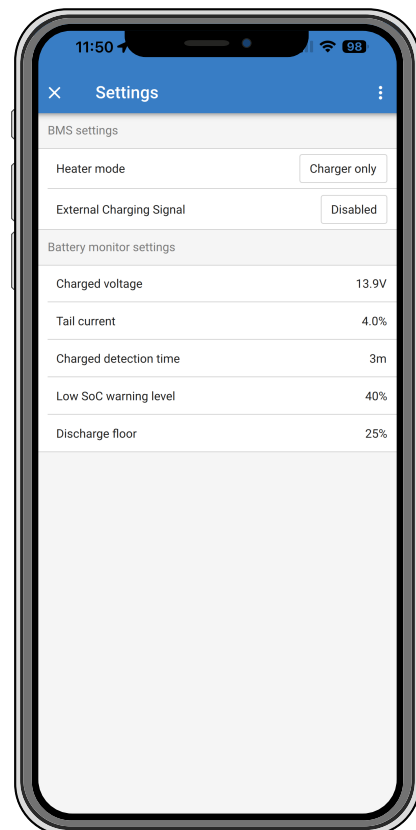 11:50 98
Settings
BMS settings
Heater mode Charger only
External Charging Signal Disabled
Battery monitor settings
Charged voltage 13.9V
Tail current 4.0%
Charged detection time 3m
Low SoC warning level 40%
Discharge floor 25%